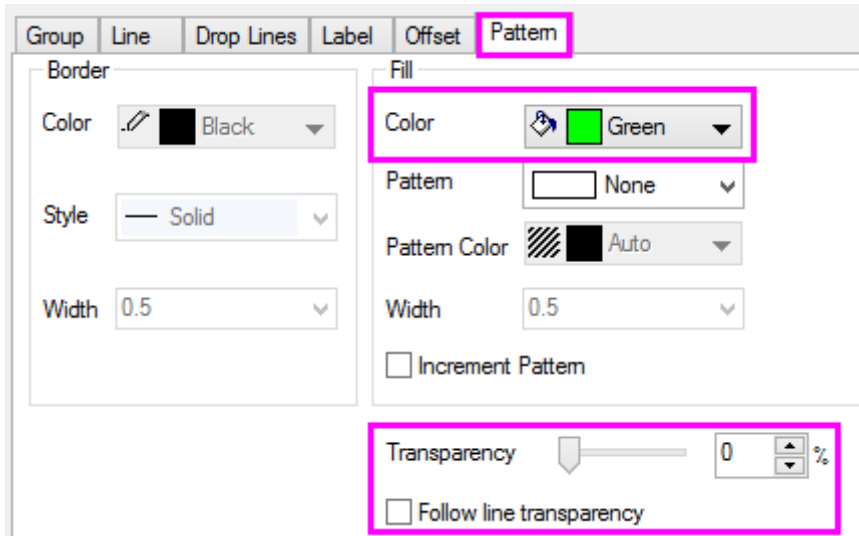 Group Line Drop Lines Label Offset Pattern
Border
Color Black
Style Solid
Width 0.5
Fill
Color Green
Pattern None
Pattern Color Auto
Width 0.5
Increment Pattern
Transparency 0 %
Follow line transparency